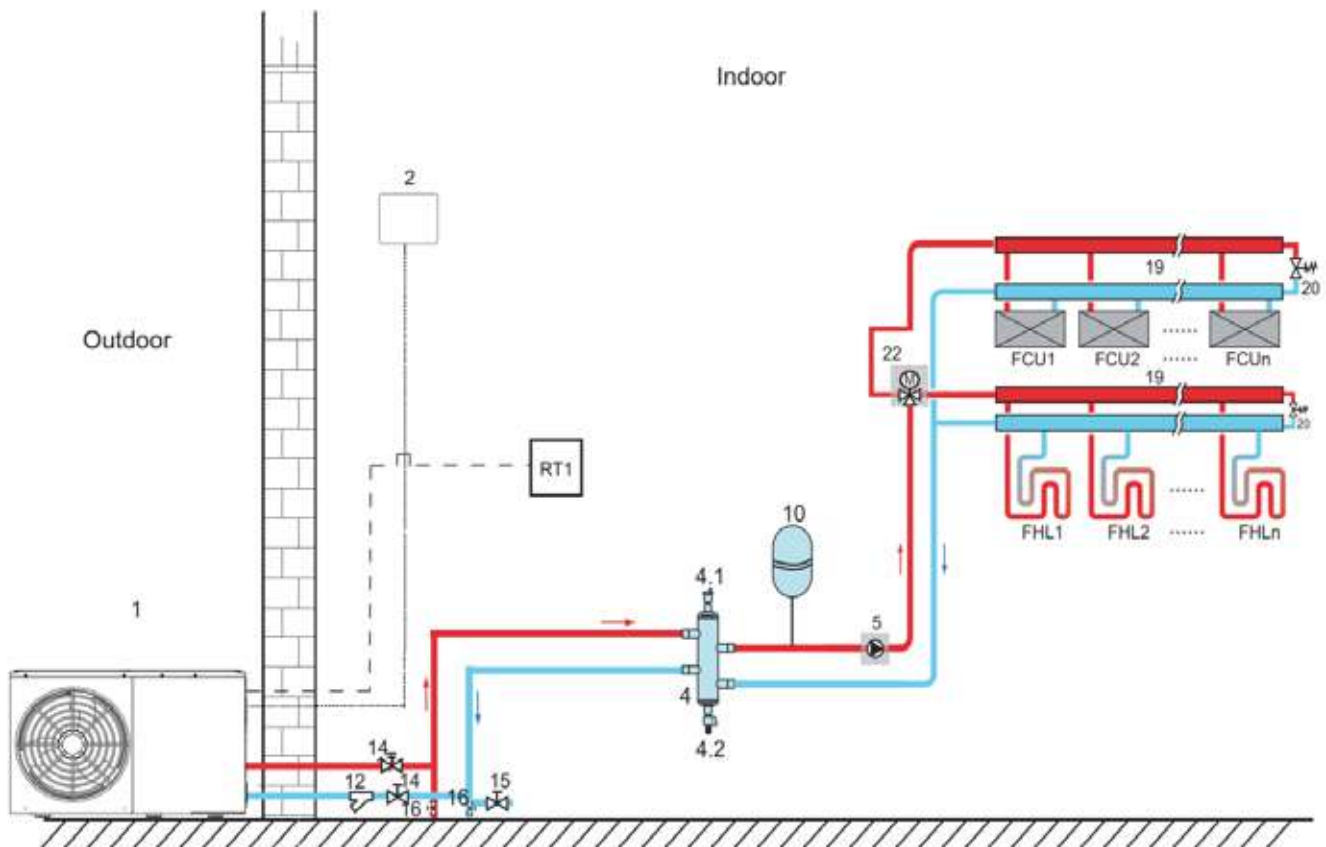 Indoor
2
Outdoor
19
20
FCU1 FCU2 ...... FCUn
......
22
M
19
20
RT1
......
FHL1 FHL2 ...... FHLn
10
4.1
1
5
4
4.2
14
12 14 15
16 16